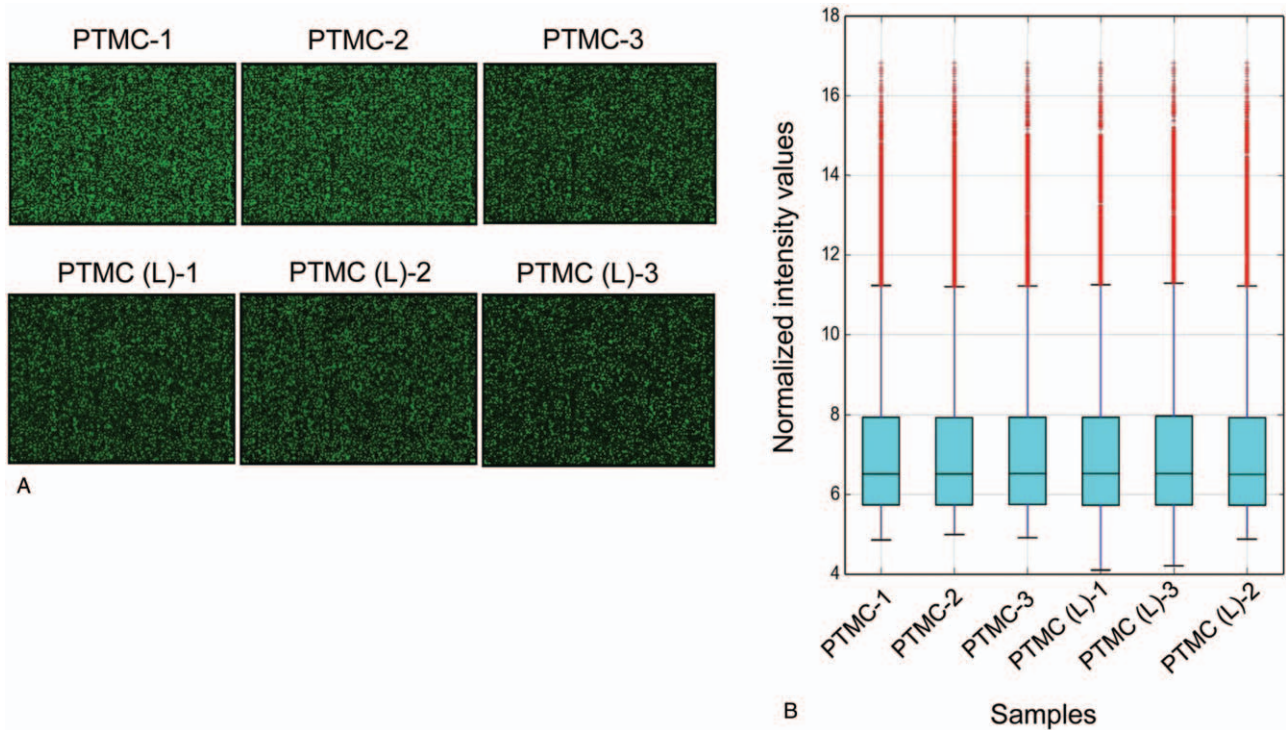 PTMC-1 PTMC-2 PTMC-3
PTMC (L)-1 PTMC (L)-2 PTMC (L)-3
A
18
16
14
12
10
8
6
4
Normalized intensity values
PTMC-1 PTMC-2 PTMC-3 PTMC (L)-1 PTMC (L)-3 PTMC (L)-2
B
Samples